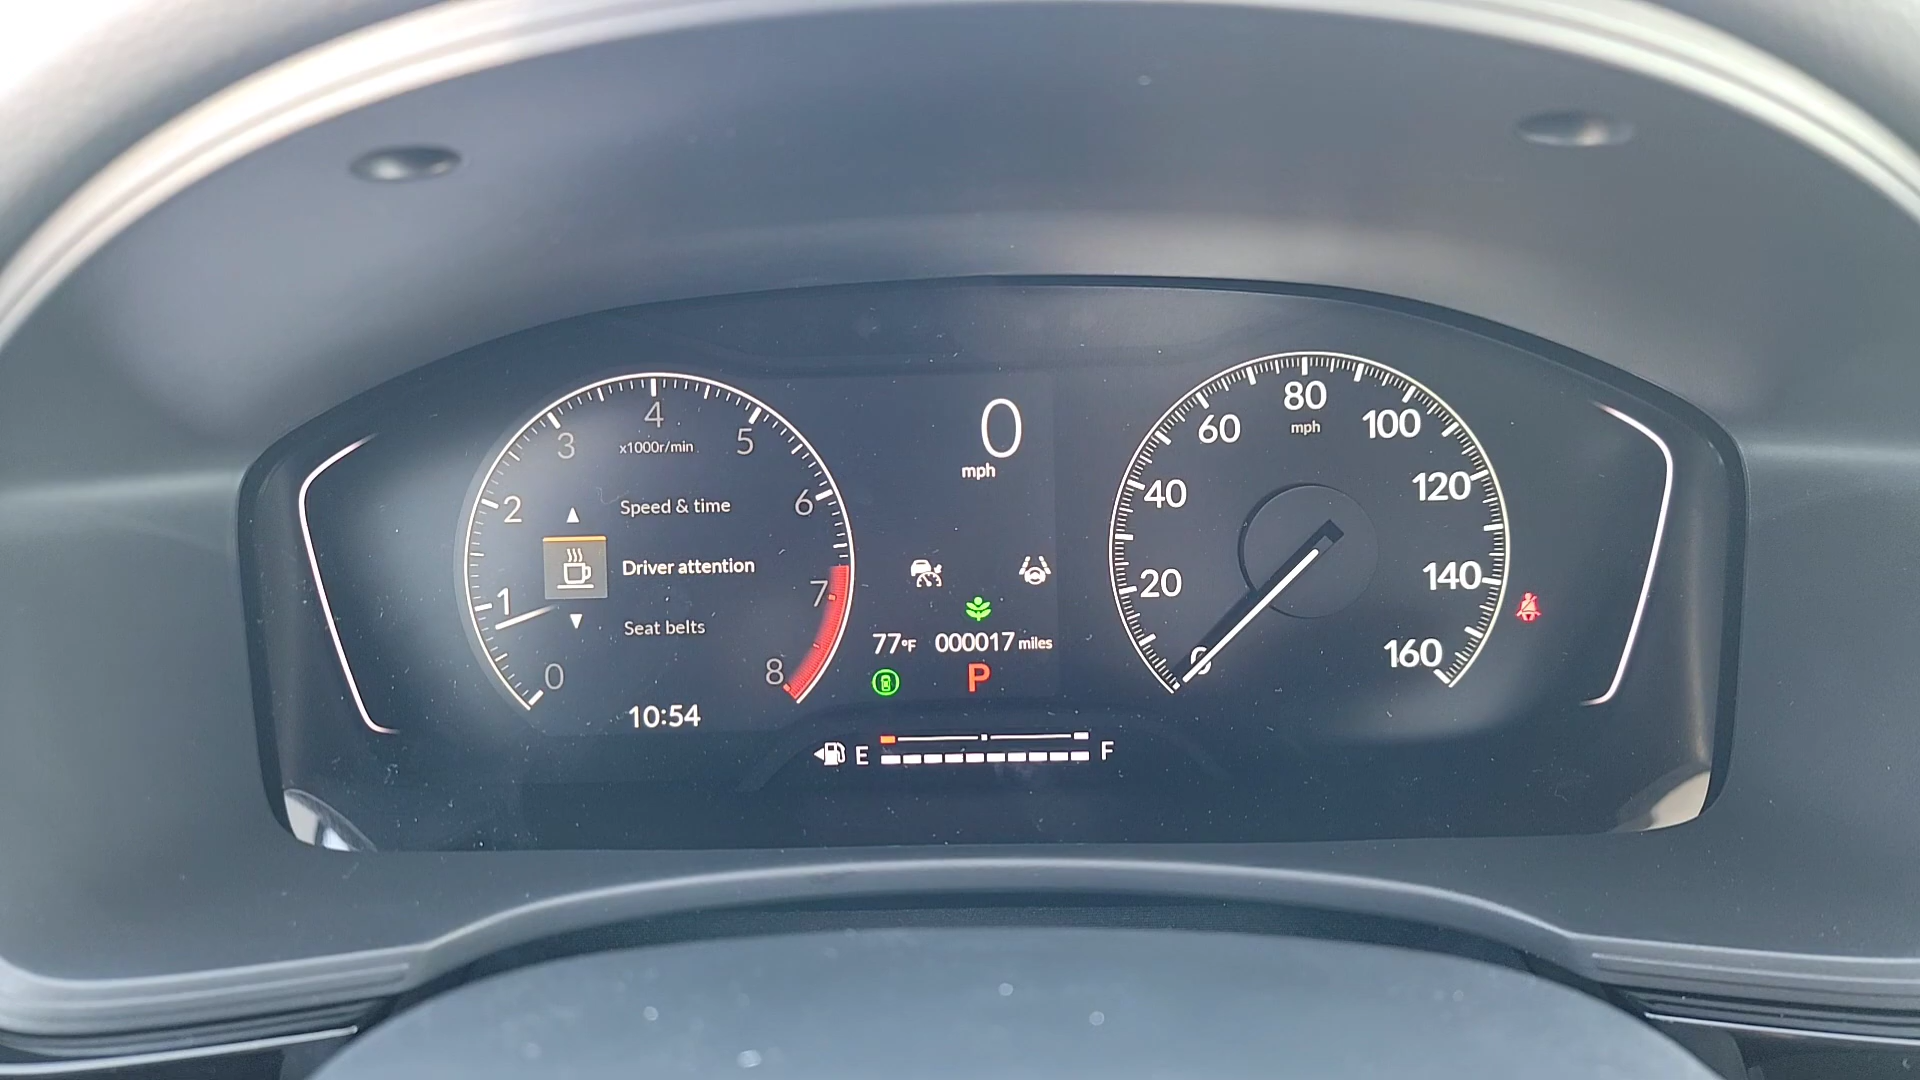 4
3
5
x1000r/min
2
6
1
7
0
8
Speed & time
Driver attention
Seat belts
10:54
0
mph
77°F
000017 miles
P
E
F
80
mph
60
100
40
120
20
140
0
160